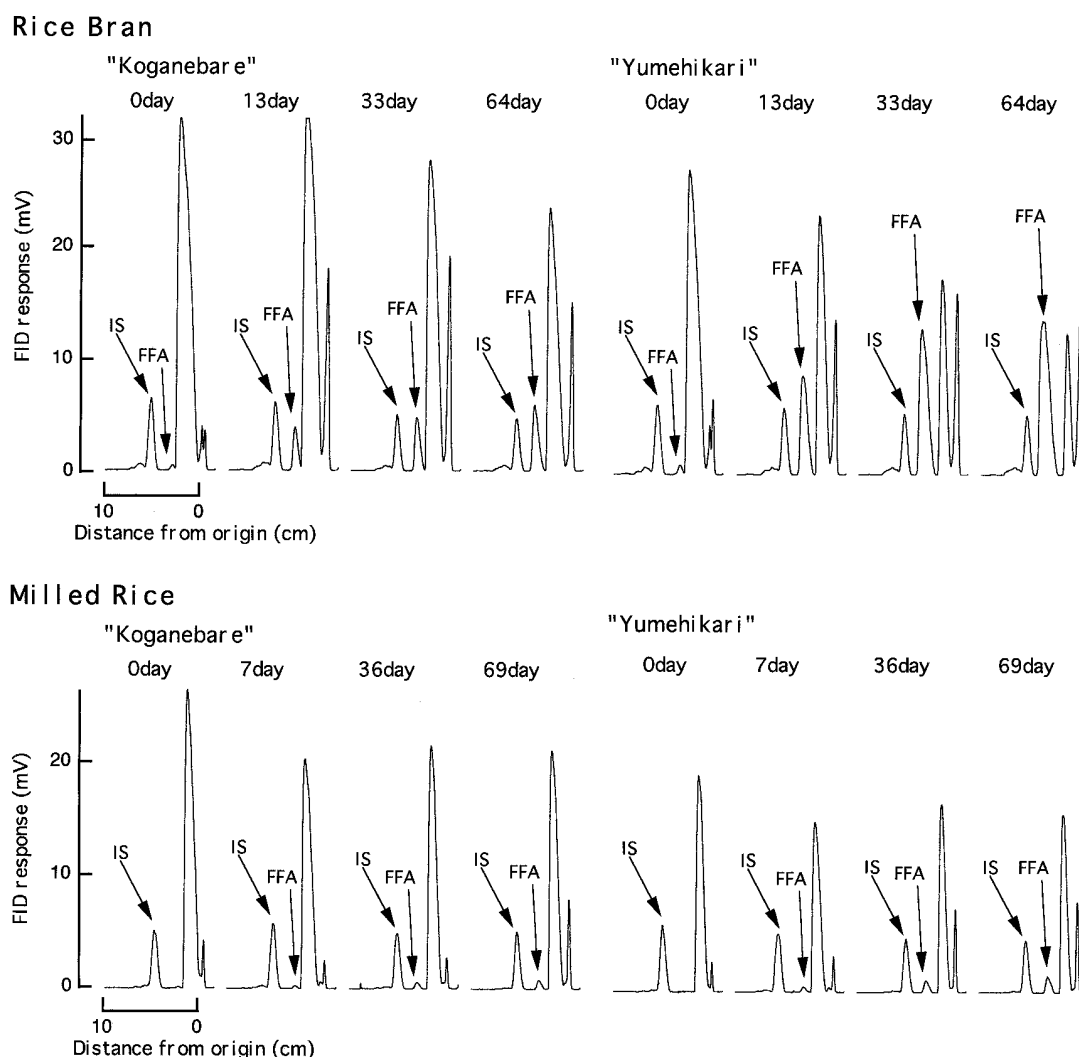 Rice Bran
"Koganebare"
"Yumehikari"
0day 13day 33day 64day 0day 13day 33day 64day
FID response (mV)
30
20
10
0
IS FFA IS FFA IS FFA IS FFA IS FFA IS FFA IS FFA IS FFA
10 0
Distance from origin (cm)
Milled Rice
"Koganebare"
"Yumehikari"
0day 7day 36day 69day 0day 7day 36day 69day
FID response (mV)
20
10
0
IS IS FFA IS FFA IS FFA IS IS FFA IS FFA IS FFA
10 0
Distance from origin (cm)